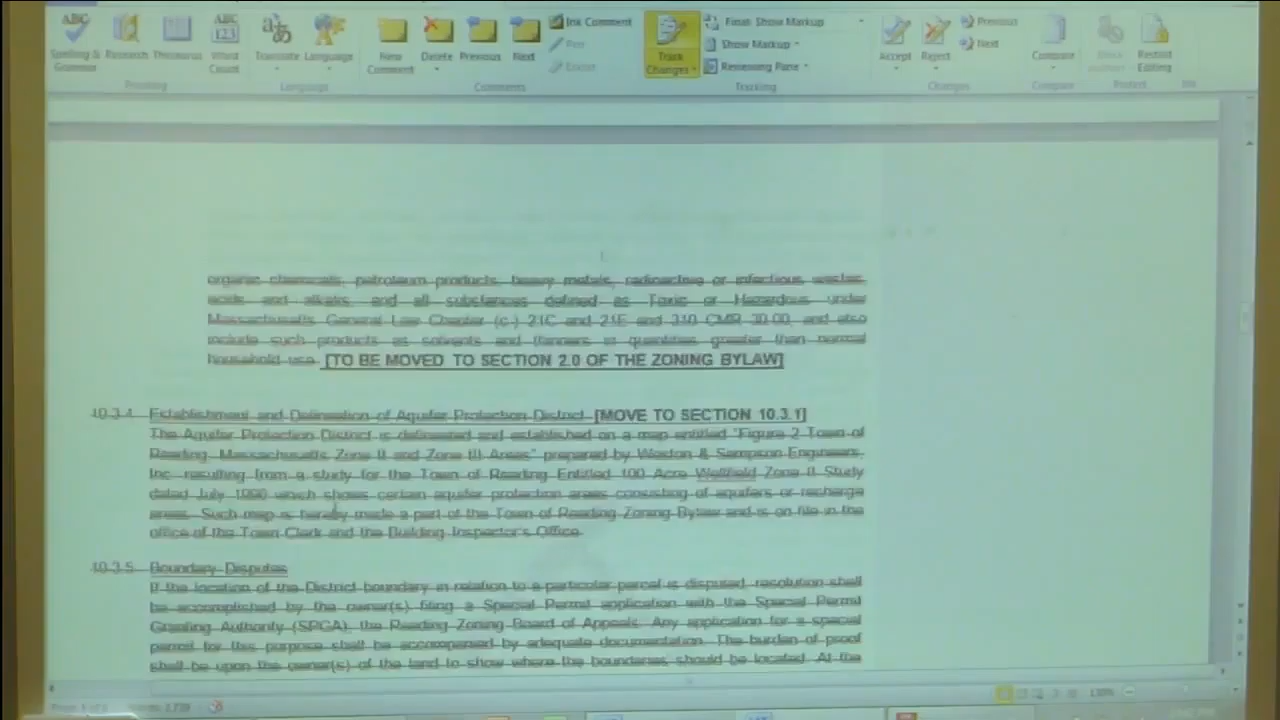 ABC
ABC
123
Spelling &
Grammar
Research
Thesaurus
Word
Count
Translate
Language
New
Comment
Delete
Previous
Next
Ink Comment
Pen
Eraser
Track
Changes
Final: Show Markup
Show Markup
Reviewing Pane
Accept
Reject
Previous
Next
Compare
Block
Authors
Restrict
Editing
Proofing
Language
Comments
Tracking
Changes
Compare
Protect
Ink
organic chemicals, petroleum products, heavy metals, radioactive or infectious wastes,
acids and alkalis, and all substances defined as Toxic or Hazardous under
Massachusetts General Law Chapter (c.) 21C and 21E and 310 CMR 30.00, and also
include such products as solvents and thinners in quantities greater than normal
household use. [TO BE MOVED TO SECTION 2.0 OF THE ZONING BYLAW]
10.3.4 Establishment and Delineation of Aquifer Protection District [MOVE TO SECTION 10.3.1]
The Aquifer Protection District is delineated and established on a map entitled "Figure 2 Town of
Reading, Massachusetts Zone II and Zone III Areas" prepared by Weston & Sampson Engineers,
Inc. resulting from a study for the Town of Reading Entitled 100 Acre Wellfield Zone II Study
dated July 1990 which shows certain aquifer protection areas consisting of aquifers or recharge
areas. Such map is hereby made a part of the Town of Reading Zoning Bylaw and is on file in the
office of the Town Clerk and the Building Inspector's Office.
10.3.5 Boundary Disputes
If the location of the District boundary in relation to a particular parcel is disputed, resolution shall
be accomplished by the owner(s) filing a Special Permit application with the Special Permit
Granting Authority (SPGA), the Reading Zoning Board of Appeals. Any application for a special
permit for this purpose shall be accompanied by adequate documentation. The burden of proof
shall be upon the owner(s) of the land to show where the boundaries should be located. At the
130%